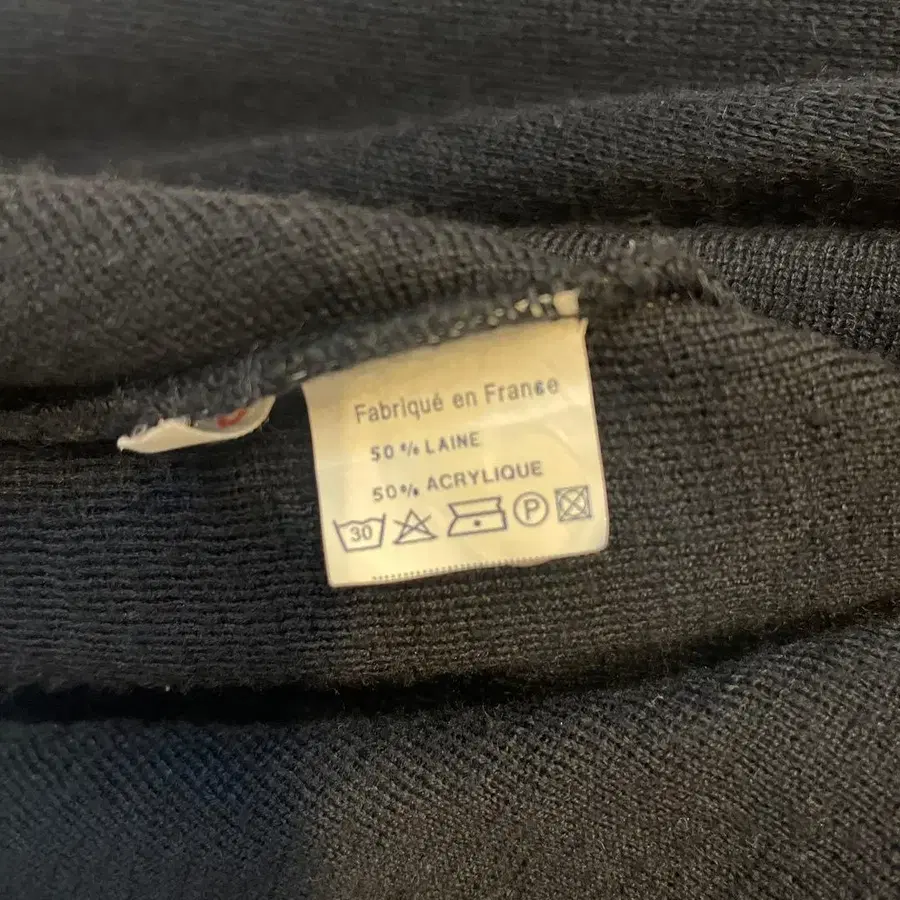 Fabriqué en France
50% LAINE
50% ACRYLIQUE
30 P